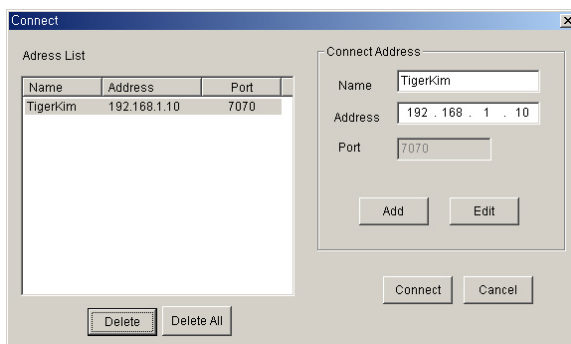 Connect
Adress List
Name Address Port
TigerKim 192.168.1.10 7070
Delete Delete All
Connect Address
Name TigerKim
Address 192 . 168 . 1 . 10
Port 7070
Add Edit
Connect Cancel